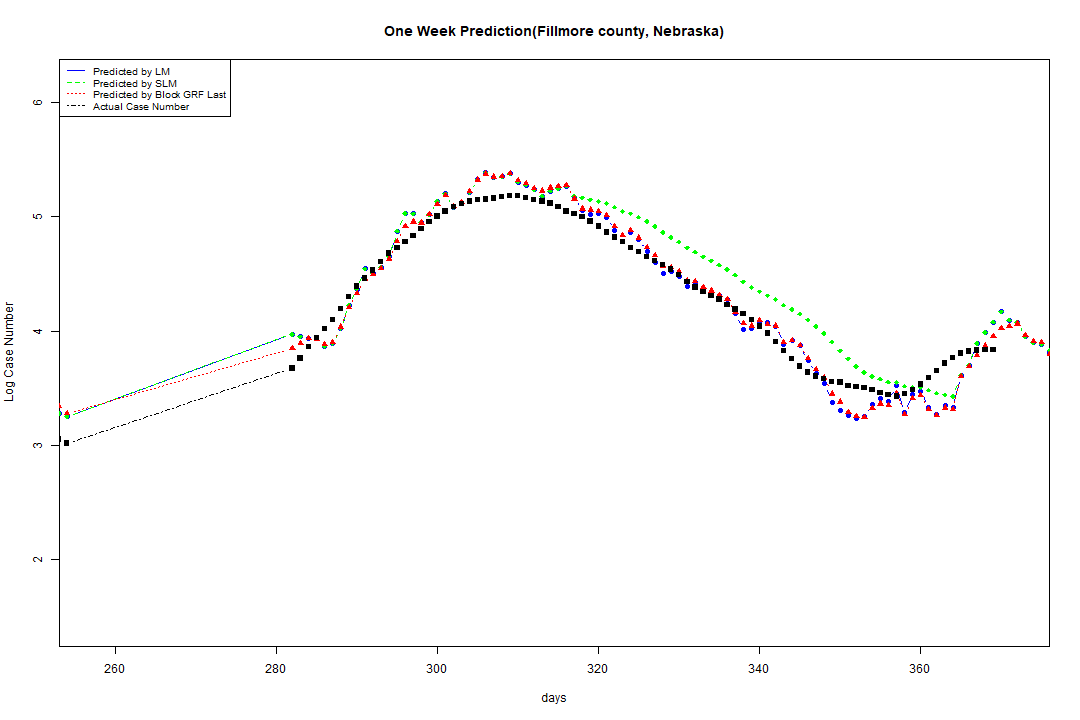 One Week Prediction(Fillmore county, Nebraska)
Predicted by LM
Predicted by SLM
Predicted by Block GRF Last
Actual Case Number
6
5
4
3
2
Log Case Number
260 280 300 320 340 360
days